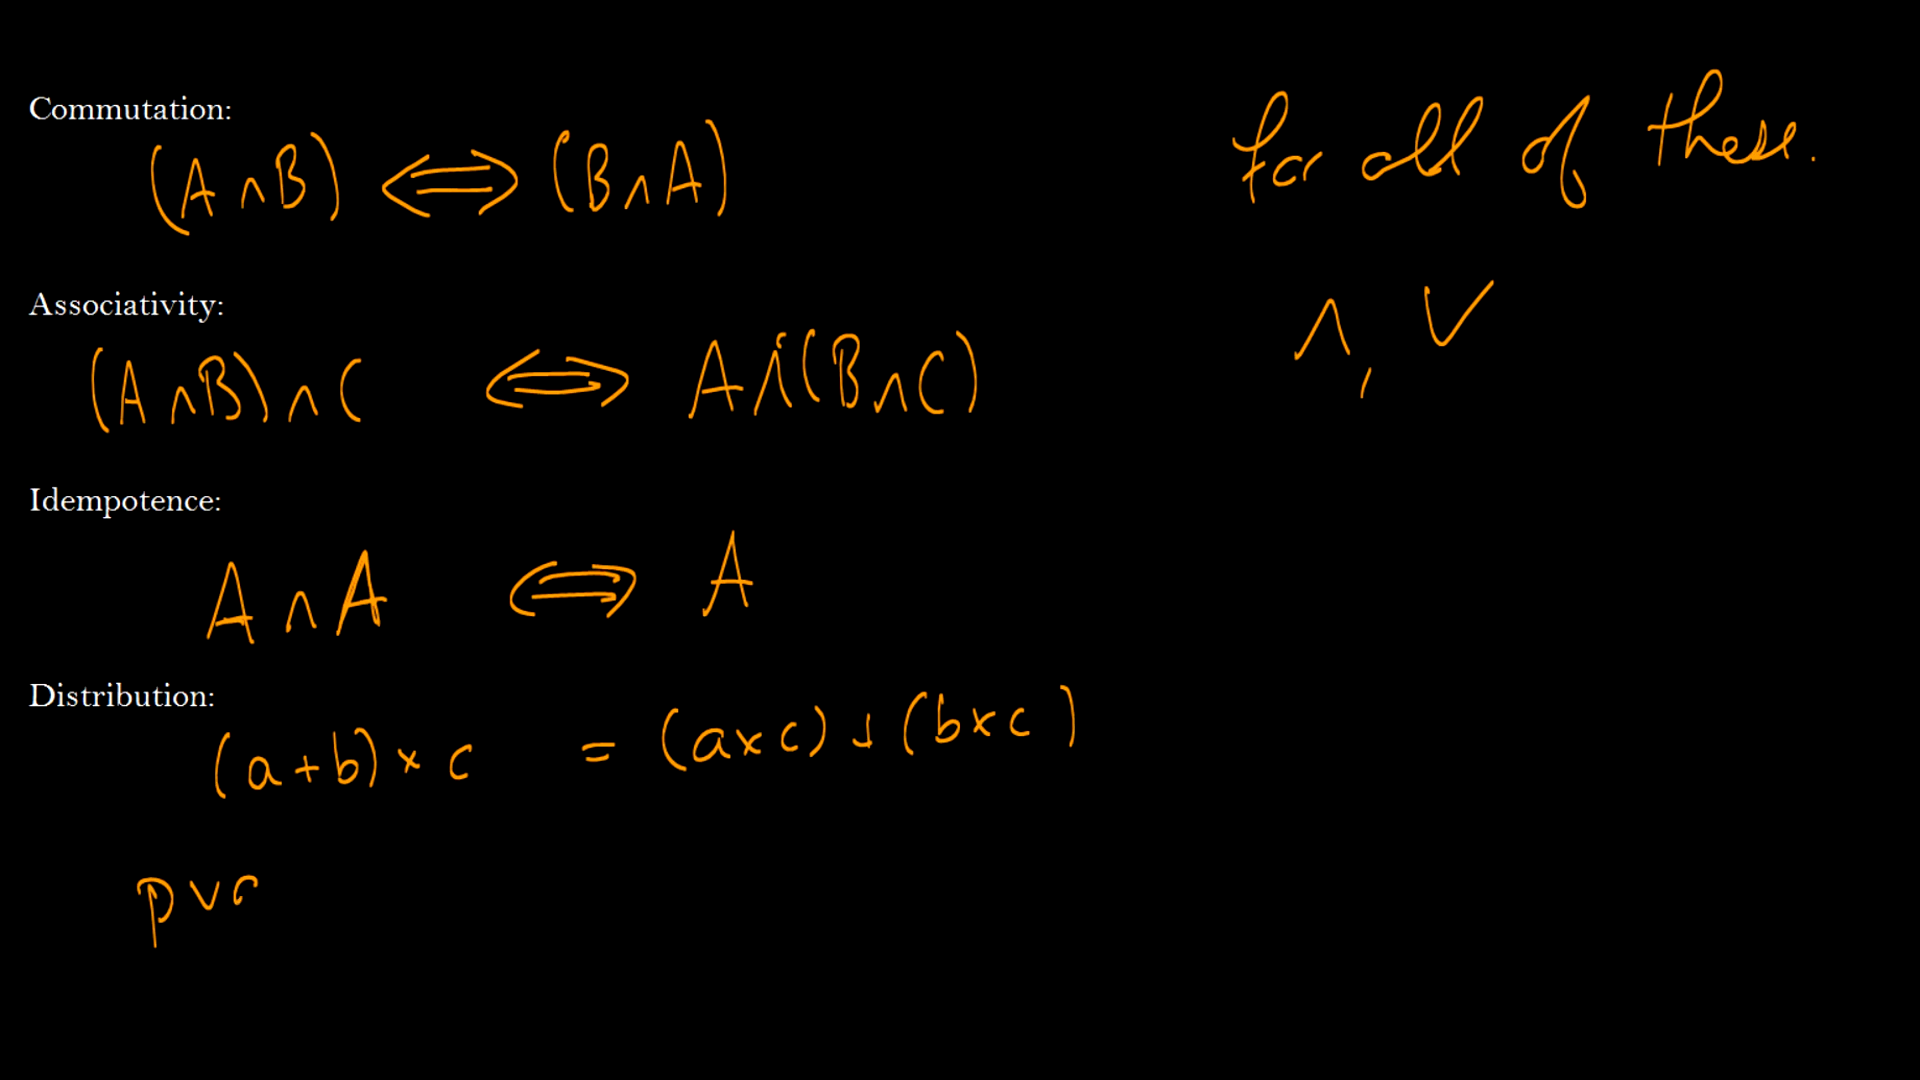 Commutation:
(A ∧ B) ⟺ (B ∧ A)
for all of these.
∧, ∨
Associativity:
(A ∧ B) ∧ C ⟺ A ∧ (B ∧ C)
Idempotence:
A ∧ A ⟺ A
Distribution:
(a + b) × c = (a × c) + (b × c)
p ∨